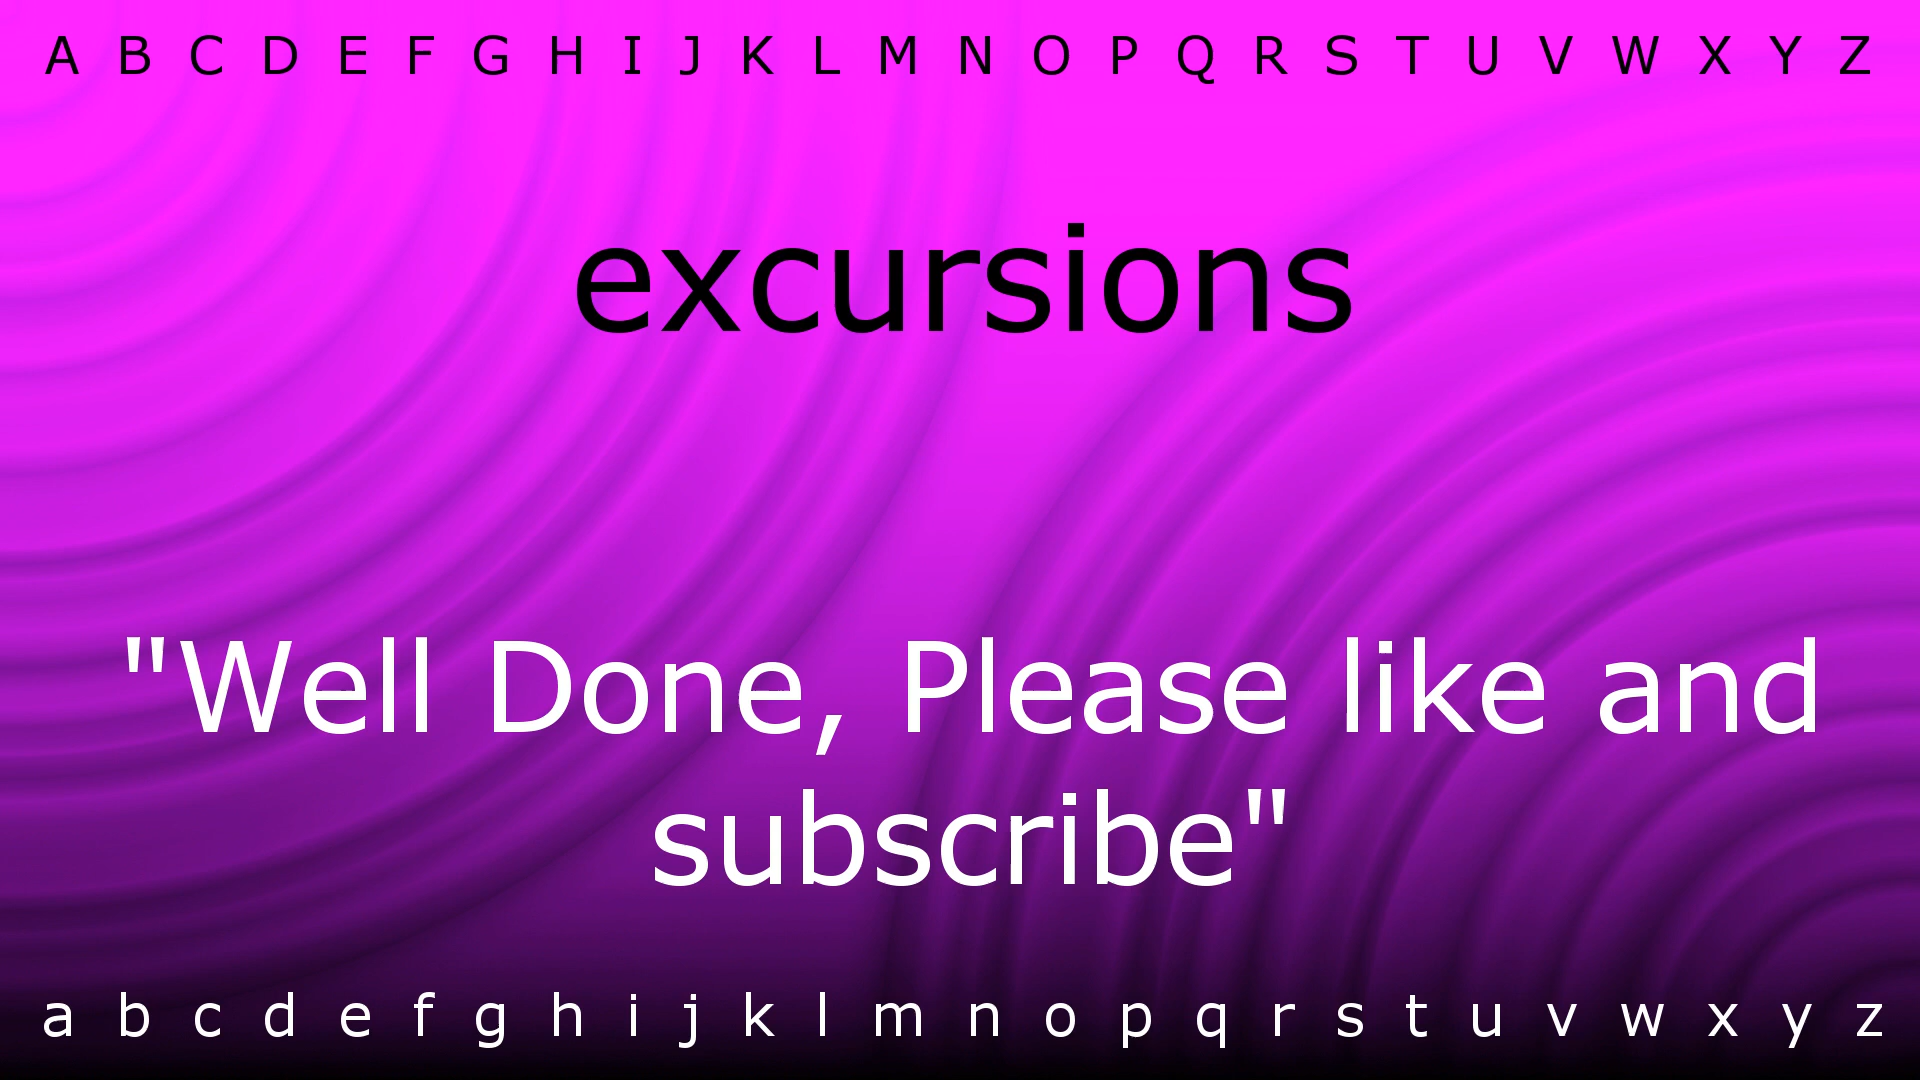 A B C D E F G H I J K L M N O P Q R S T U V W X Y Z
excursions
"Well Done, Please like and
subscribe"
a b c d e f g h i j k l m n o p q r s t u v w x y z